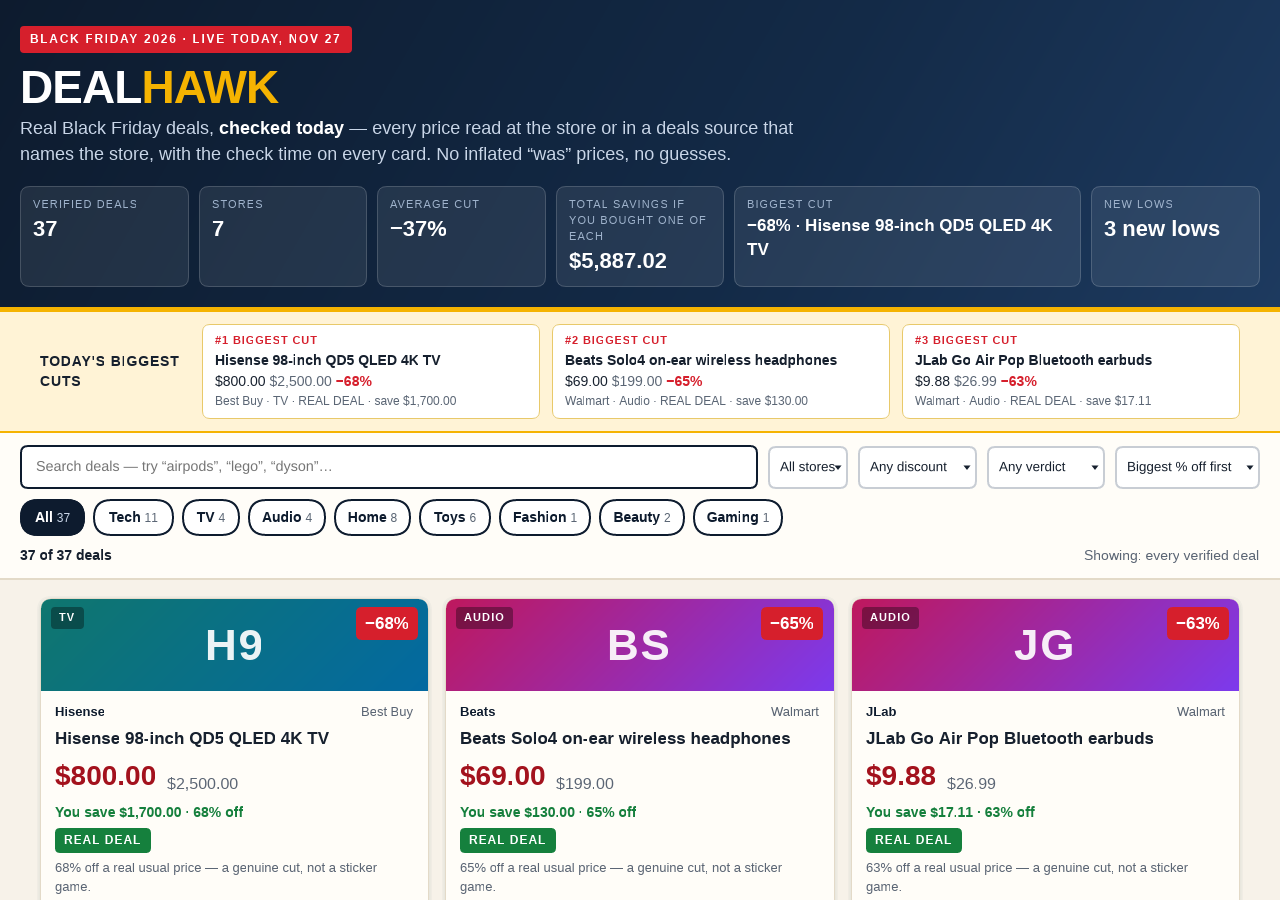 BLACK FRIDAY 2026 · LIVE TODAY, NOV 27
DEALHAWK
Real Black Friday deals, checked today — every price read at the store or in a deals source that
names the store, with the check time on every card. No inflated “was” prices, no guesses.
VERIFIED DEALS
37
STORES
7
AVERAGE CUT
−37%
TOTAL SAVINGS IF
YOU BOUGHT ONE OF
EACH
$5,887.02
BIGGEST CUT
−68% · Hisense 98-inch QD5 QLED 4K
TV
NEW LOWS
3 new lows
TODAY'S BIGGEST
CUTS
#1 BIGGEST CUT
Hisense 98-inch QD5 QLED 4K TV
$800.00 $2,500.00 −68%
Best Buy · TV · REAL DEAL · save $1,700.00
#2 BIGGEST CUT
Beats Solo4 on-ear wireless headphones
$69.00 $199.00 −65%
Walmart · Audio · REAL DEAL · save $130.00
#3 BIGGEST CUT
JLab Go Air Pop Bluetooth earbuds
$9.88 $26.99 −63%
Walmart · Audio · REAL DEAL · save $17.11
Search deals — try “airpods”, “lego”, “dyson”…
All stores
Any discount
Any verdict
Biggest % off first
All 37
Tech 11
TV 4
Audio 4
Home 8
Toys 6
Fashion 1
Beauty 2
Gaming 1
37 of 37 deals
Showing: every verified deal
TV
−68%
H9
Hisense
Best Buy
Hisense 98-inch QD5 QLED 4K TV
$800.00 $2,500.00
You save $1,700.00 · 68% off
REAL DEAL
68% off a real usual price — a genuine cut, not a sticker
game.
AUDIO
−65%
BS
Beats
Walmart
Beats Solo4 on-ear wireless headphones
$69.00 $199.00
You save $130.00 · 65% off
REAL DEAL
65% off a real usual price — a genuine cut, not a sticker
game.
AUDIO
−63%
JG
JLab
Walmart
JLab Go Air Pop Bluetooth earbuds
$9.88 $26.99
You save $17.11 · 63% off
REAL DEAL
63% off a real usual price — a genuine cut, not a sticker
game.